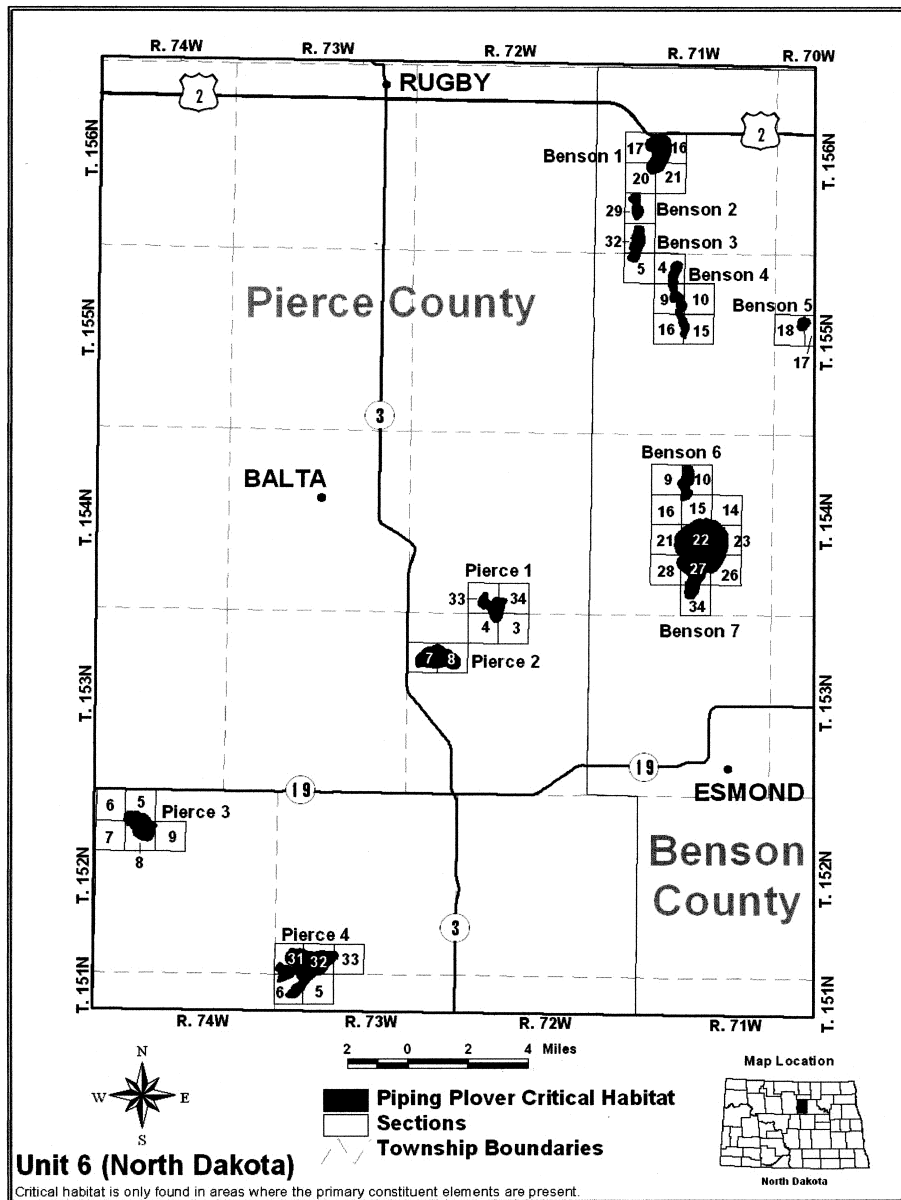 R. 74W R. 73W R. 72W R. 71W R. 70W
RUGBY
2
2
T. 156N
T. 156N
Benson 1
17 16
20 21
29 Benson 2
32 Benson 3
5 4 Benson 4
9 10
16 15
Benson 5
18
17
Pierce County
T. 155N
T. 155N
3
BALTA
Benson 6
9 10
16 15 14
21 22 23
28 27 26
34
Benson 7
T. 154N
T. 154N
Pierce 1
33 34
4 3
7 8 Pierce 2
T. 153N
T. 153N
19
19
ESMOND
6 5 Pierce 3
7 9
8
Benson
County
T. 152N
T. 152N
3
Pierce 4
31 32 33
6 5
T. 151N
T. 151N
R. 74W R. 73W R. 72W R. 71W
2 0 2 4 Miles
N
W E
S
Piping Plover Critical Habitat
Sections
Township Boundaries
Map Location
North Dakota
Unit 6 (North Dakota)
Critical habitat is only found in areas where the primary constituent elements are present.